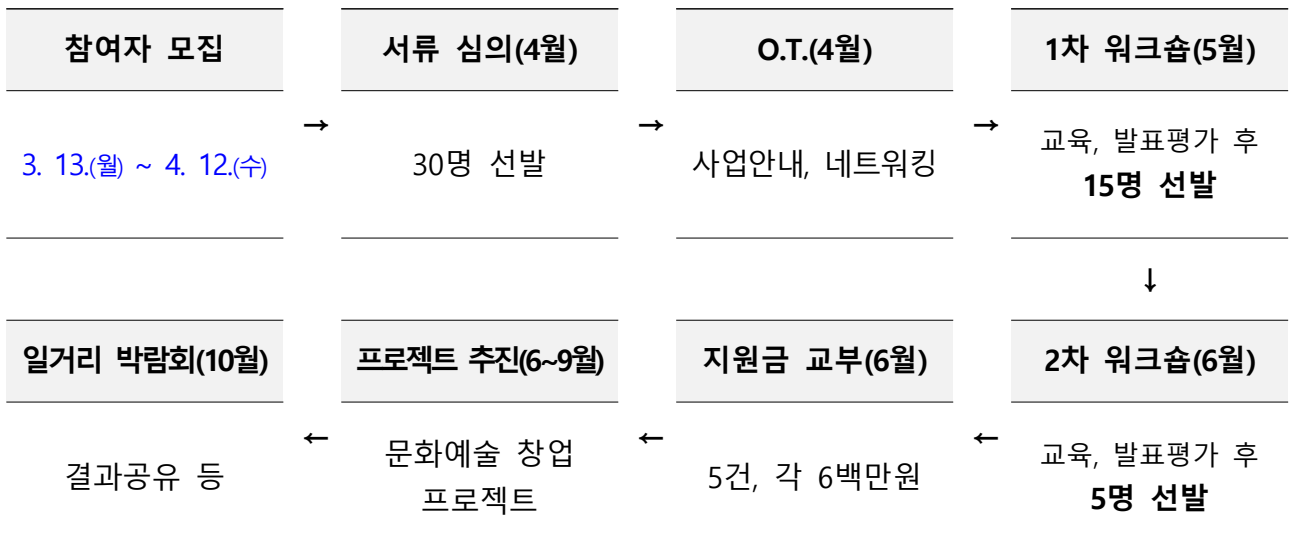 참여자 모집
서류 심의(4월)
O.T.(4월)
1차 워크숍(5월)
3. 13.(월) ~ 4. 12.(수)
→
30명 선발
→
사업안내, 네트워킹
→
교육, 발표평가 후
15명 선발
↓
일거리 박람회(10월)
프로젝트 추진(6~9월)
지원금 교부(6월)
2차 워크숍(6월)
결과공유 등
←
문화예술 창업
프로젝트
←
5건, 각 6백만원
←
교육, 발표평가 후
5명 선발